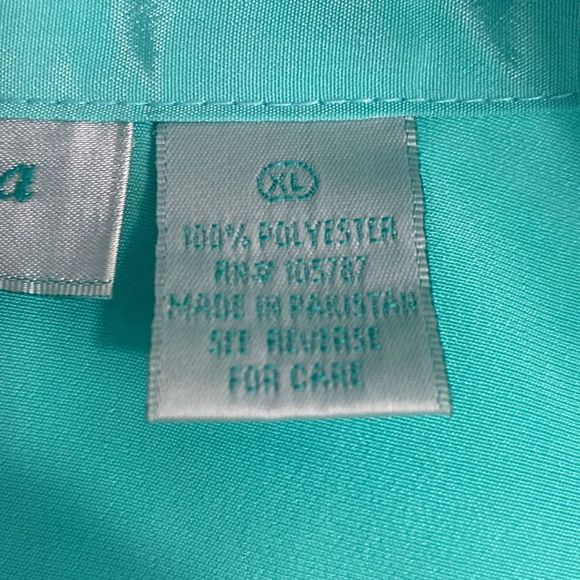 a
XL
100% POLYESTER
RN# 105787
MADE IN PAKISTAN
SEE REVERSE
FOR CARE